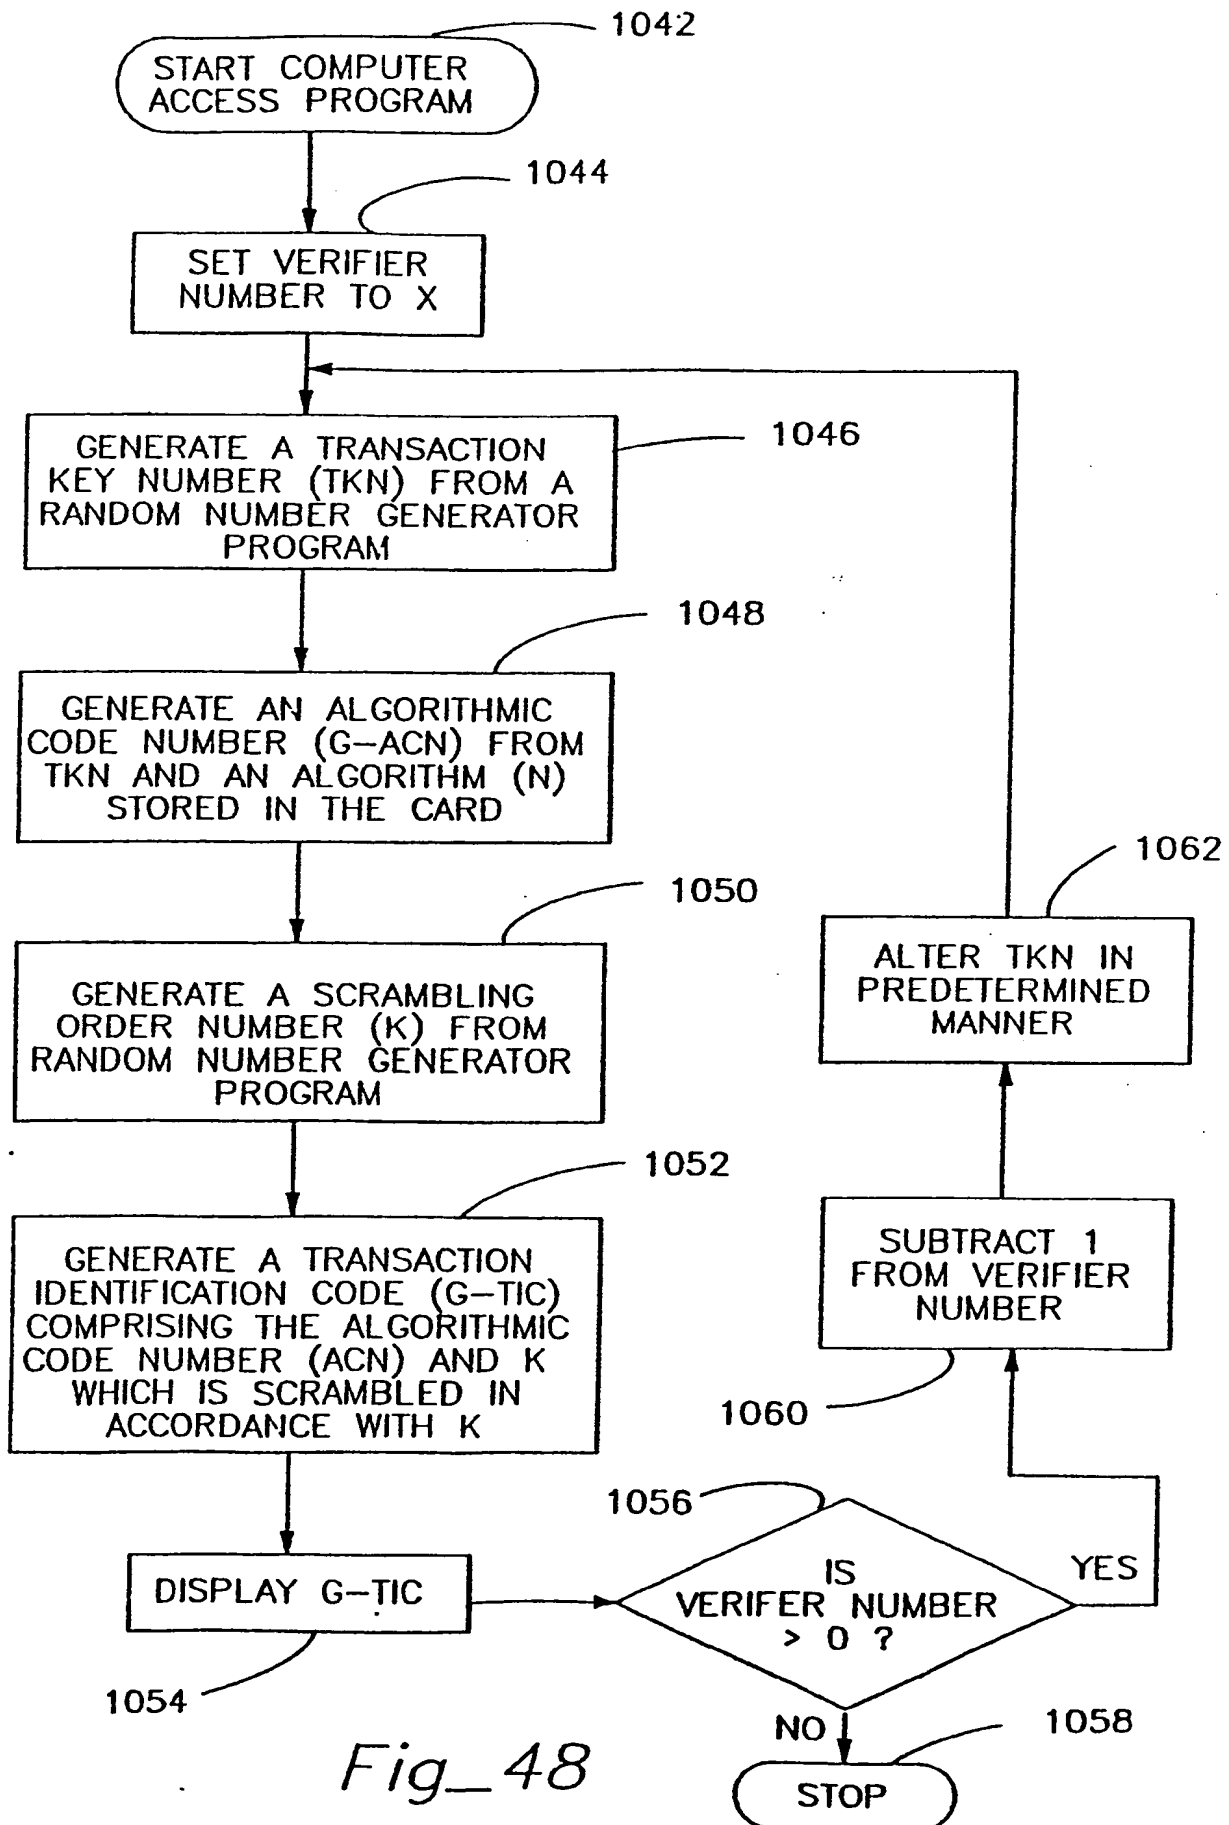 1042
START COMPUTER
ACCESS PROGRAM
1044
SET VERIFIER
NUMBER TO X
1046
GENERATE A TRANSACTION
KEY NUMBER (TKN) FROM A
RANDOM NUMBER GENERATOR
PROGRAM
1048
GENERATE AN ALGORITHMIC
CODE NUMBER (G-ACN) FROM
TKN AND AN ALGORITHM (N)
STORED IN THE CARD
1050
GENERATE A SCRAMBLING
ORDER NUMBER (K) FROM
RANDOM NUMBER GENERATOR
PROGRAM
1052
GENERATE A TRANSACTION
IDENTIFICATION CODE (G-TIC)
COMPRISING THE ALGORITHMIC
CODE NUMBER (ACN) AND K
WHICH IS SCRAMBLED IN
ACCORDANCE WITH K
DISPLAY G-TIC
1054
1056
IS
VERIFER NUMBER
> 0 ?
YES
NO
1058
STOP
1060
SUBTRACT 1
FROM VERIFIER
NUMBER
1062
ALTER TKN IN
PREDETERMINED
MANNER
Fig_48